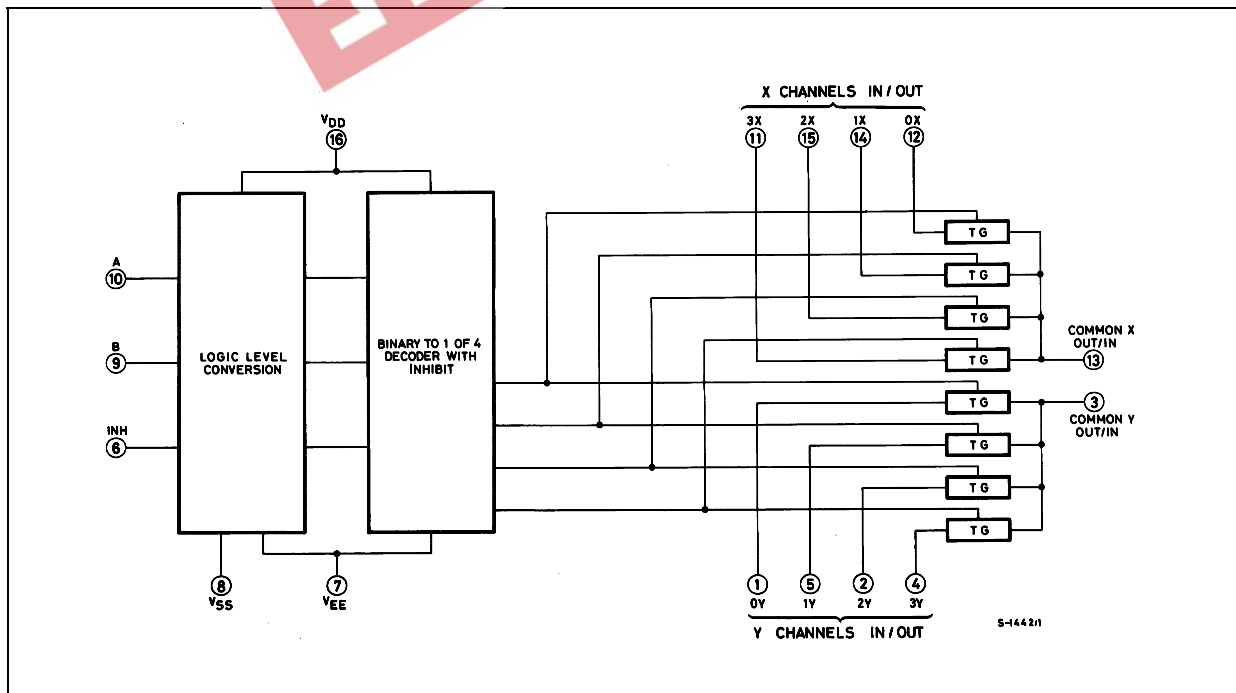 X CHANNELS IN/OUT
3X 2X 1X 0X
11 15 14 12
VDD
16
TG
TG
TG
TG
TG
TG
TG
TG
A
10
B
9
INH
6
LOGIC LEVEL
CONVERSION
BINARY TO 1 OF 4
DECODER WITH
INHIBIT
COMMON X
OUT/IN
13
3
COMMON Y
OUT/IN
8
VSS
7
VEE
1 5 2 4
0Y 1Y 2Y 3Y
Y CHANNELS IN/OUT
S-1442/1